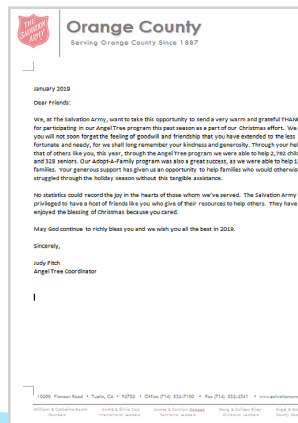 THE
SALVATION
ARMY
Orange County
Serving Orange County Since 1887
January 2019
Dear Friends:
We, at the Salvation Army, want to take this opportunity to send a very warm and grateful THAN
for participating in our Angel Tree program this past season as a part of our Christmas effort. We
you will not soon forget the feeling of goodwill and friendship that you have extended to the less
fortunate and needy, for we shall long remember your kindness and generosity. Through your hel
that of others like you, this year, through the Angel Tree program we were able to help 2,792 chil
and 328 seniors. Our Adopt-A-Family program was also a great success, as we were able to help 1
families. Your generous support has given us an opportunity to help families who would otherwis
struggled through the holiday season without this tangible assistance.
No statistics could record the joy in the hearts of those whom we've served. The Salvation Army
privileged to have a host of friends like you who give of their resources to help others. They have
enjoyed the blessing of Christmas because you cared.
May God continue to richly bless you and we wish you all the best in 2019.
Sincerely,
Judy Fitch
Angel Tree Coordinator
10200 Pioneer Road • Tustin, CA • 92782 • Office (714) 832-7100 • Fax (714) 832-2361 •
William & Catherine Booth
Founders